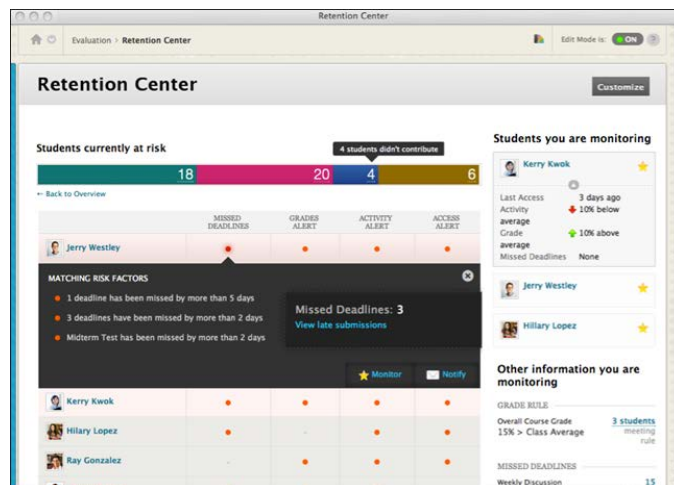 Retention Center
Evaluation › Retention Center
Edit Mode is: ON ?
Retention Center
Customize
Students currently at risk
4 students didn't contribute
18 20 4 6
← Back to Overview
MISSED DEADLINES
GRADES ALERT
ACTIVITY ALERT
ACCESS ALERT
Jerry Westley
MATCHING RISK FACTORS
1 deadline has been missed by more than 5 days
3 deadlines have been missed by more than 2 days
Midterm Test has been missed by more than 2 days
Missed Deadlines: 3
View late submissions
Monitor
Notify
Kerry Kwok
Hilary Lopez
Ray Gonzalez
Students you are monitoring
Kerry Kwok
Last Access 3 days ago
Activity 10% below
average
Grade 10% above
average
Missed Deadlines None
Jerry Westley
Hillary Lopez
Other information you are
monitoring
GRADE RULE
Overall Course Grade 3 students
15% > Class Average meeting
rule
MISSED DEADLINES
Weekly Discussion 15